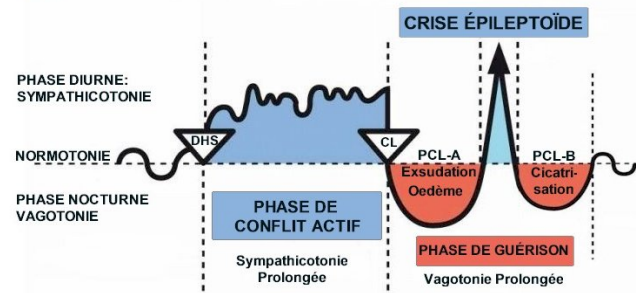 CRISE ÉPILEPTOÏDE
PHASE DIURNE:
SYMPATHICOTONIE
DHS
CL
NORMOTONIE
PCL-A
Exsudation
Oedème
PCL-B
Cicatri-
sation
PHASE NOCTURNE
VAGOTONIE
PHASE DE
CONFLIT ACTIF
Sympathicotonie
Prolongée
PHASE DE GUÉRISON
Vagotonie Prolongée